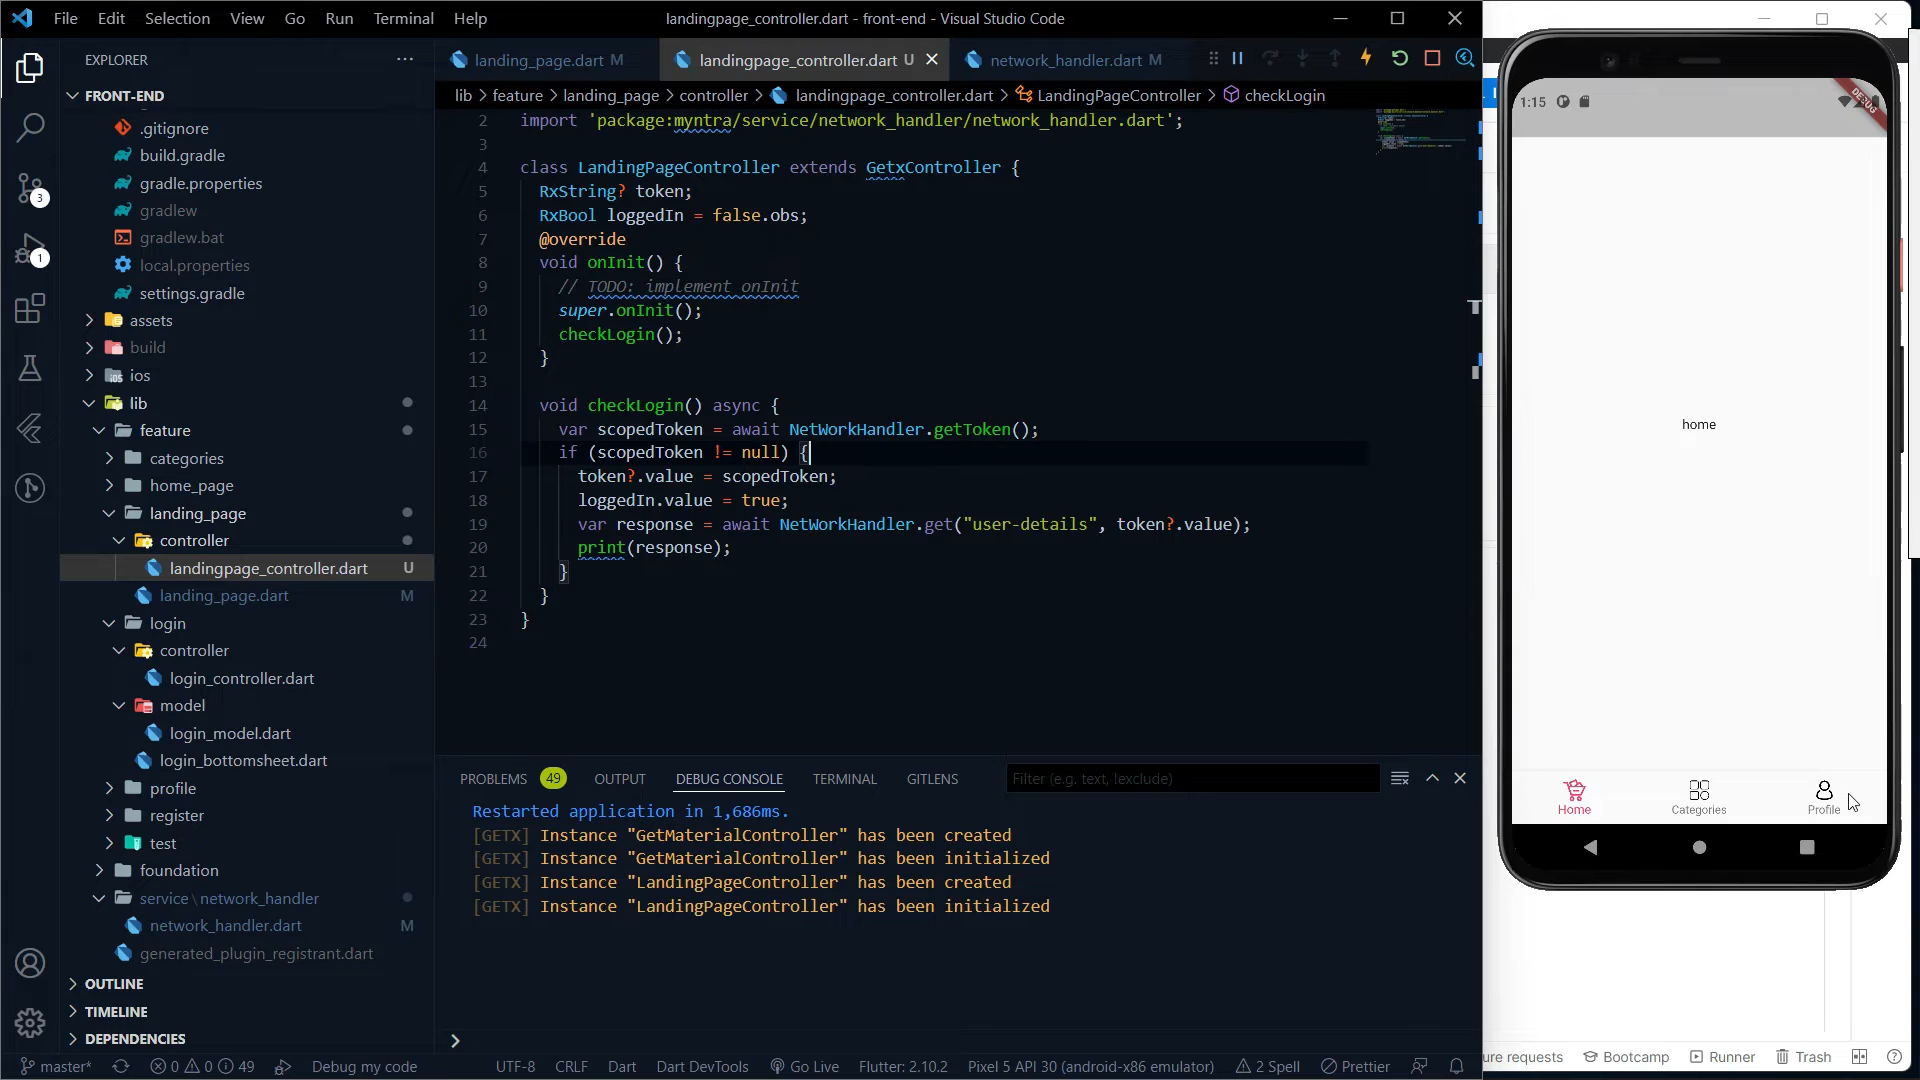 File Edit Selection View Go Run Terminal Help
landingpage_controller.dart - front-end - Visual Studio Code
EXPLORER
FRONT-END
.gitignore
build.gradle
gradle.properties
gradlew
gradlew.bat
local.properties
settings.gradle
assets
build
ios
lib
feature
categories
home_page
landing_page
controller
landingpage_controller.dart U
landing_page.dart M
login
controller
login_controller.dart
model
login_model.dart
login_bottomsheet.dart
profile
register
test
foundation
service\network_handler
network_handler.dart M
generated_plugin_registrant.dart
OUTLINE
TIMELINE
DEPENDENCIES
3
1
landing_page.dart M landingpage_controller.dart U network_handler.dart M
lib > feature > landing_page > controller > landingpage_controller.dart > LandingPageController > checkLogin
2 import 'package:myntra/service/network_handler/network_handler.dart';
3
4 class LandingPageController extends GetxController {
5 RxString? token;
6 RxBool loggedIn = false.obs;
7 @override
8 void onInit() {
9 // TODO: implement onInit
10 super.onInit();
11 checkLogin();
12 }
13
14 void checkLogin() async {
15 var scopedToken = await NetWorkHandler.getToken();
16 if (scopedToken != null) {
17 token?.value = scopedToken;
18 loggedIn.value = true;
19 var response = await NetWorkHandler.get("user-details", token?.value);
20 print(response);
21 }
22 }
23 }
24
PROBLEMS 49 OUTPUT DEBUG CONSOLE TERMINAL GITLENS Filter (e.g. text, !exclude)
Restarted application in 1,686ms.
[GETX] Instance "GetMaterialController" has been created
[GETX] Instance "GetMaterialController" has been initialized
[GETX] Instance "LandingPageController" has been created
[GETX] Instance "LandingPageController" has been initialized
master* 0 0 49 Debug my code UTF-8 CRLF Dart Dart DevTools Go Live Flutter: 2.10.2 Pixel 5 API 30 (android-x86 emulator) 2 Spell Prettier
1:15
DEBUG
home
Home Categories Profile
ure requests Bootcamp Runner Trash